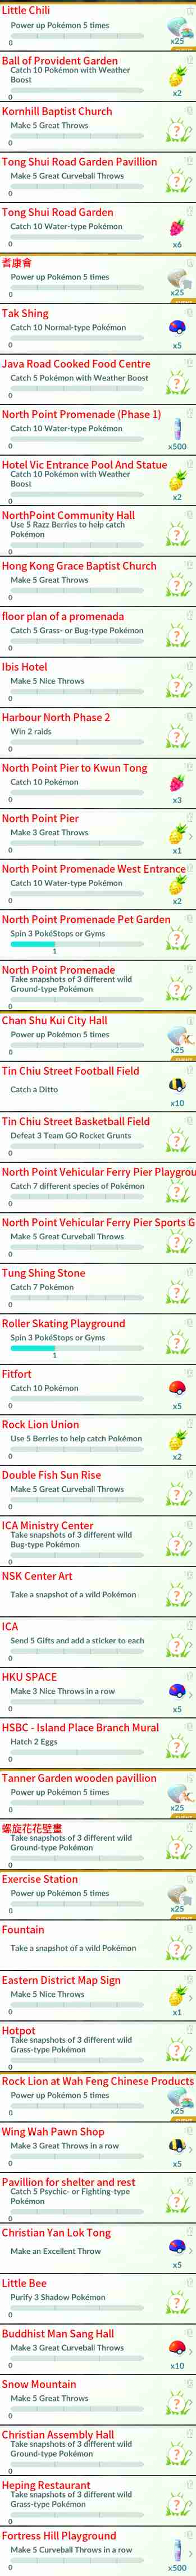 Little Chili
Power up Pokémon 5 times
0
x25
Ball of Provident Garden
Catch 10 Pokémon with Weather
Boost
0
x2
Kornhill Baptist Church
Make 5 Great Throws
0
Tong Shui Road Garden Pavillion
Make 5 Great Curveball Throws
0
Tong Shui Road Garden
Catch 10 Water-type Pokémon
0
x6
耆康會
Power up Pokémon 5 times
0
x25
Tak Shing
Catch 10 Normal-type Pokémon
0
x5
Java Road Cooked Food Centre
Catch 5 Pokémon with Weather Boost
0
North Point Promenade (Phase 1)
Catch 10 Water-type Pokémon
0
x500
Hotel Vic Entrance Pool And Statue
Catch 10 Pokémon with Weather
Boost
0
x2
NorthPoint Community Hall
Use 5 Razz Berries to help catch
Pokémon
0
Hong Kong Grace Baptist Church
Make 5 Great Throws
0
floor plan of a promenada
Catch 5 Grass- or Bug-type Pokémon
0
Ibis Hotel
Make 5 Nice Throws
0
Harbour North Phase 2
Win 2 raids
0
North Point Pier to Kwun Tong
Catch 10 Pokémon
0
x3
North Point Pier
Make 3 Great Throws
0
x1
North Point Promenade West Entrance
Catch 10 Water-type Pokémon
0
x2
North Point Promenade Pet Garden
Spin 3 PokéStops or Gyms
1
North Point Promenade
Take snapshots of 3 different wild
Ground-type Pokémon
0
Chan Shu Kui City Hall
Power up Pokémon 5 times
0
x25
Tin Chiu Street Football Field
Catch a Ditto
x10
Tin Chiu Street Basketball Field
Defeat 3 Team GO Rocket Grunts
0
North Point Vehicular Ferry Pier Playgrou
Catch 7 different species of Pokémon
0
North Point Vehicular Ferry Pier Sports G
Make 5 Great Curveball Throws
0
Tung Shing Stone
Catch 7 Pokémon
0
Roller Skating Playground
Spin 3 PokéStops or Gyms
1
Fitfort
Catch 10 Pokémon
0
x5
Rock Lion Union
Use 5 Berries to help catch Pokémon
0
x2
Double Fish Sun Rise
Make 5 Great Curveball Throws
0
ICA Ministry Center
Take snapshots of 3 different wild
Bug-type Pokémon
0
NSK Center Art
Take a snapshot of a wild Pokémon
ICA
Send 5 Gifts and add a sticker to each
0
HKU SPACE
Make 3 Nice Throws in a row
0
x5
HSBC - Island Place Branch Mural
Hatch 2 Eggs
0
Tanner Garden wooden pavillion
Power up Pokémon 5 times
0
x25
螺旋花花壁畫
Take snapshots of 3 different wild
Ground-type Pokémon
0
Exercise Station
Power up Pokémon 5 times
0
x25
Fountain
Take a snapshot of a wild Pokémon
Eastern District Map Sign
Make 5 Nice Throws
0
x1
Hotpot
Take snapshots of 3 different wild
Grass-type Pokémon
0
Rock Lion at Wah Feng Chinese Products
Power up Pokémon 5 times
0
x25
Wing Wah Pawn Shop
Make 3 Great Throws in a row
0
x5
Pavillion for shelter and rest
Catch 5 Psychic- or Fighting-type
Pokémon
0
Christian Yan Lok Tong
Make an Excellent Throw
x5
Little Bee
Purify 3 Shadow Pokémon
0
Buddhist Man Sang Hall
Make 3 Great Curveball Throws
0
x10
Snow Mountain
Make 5 Great Throws
0
Christian Assembly Hall
Take snapshots of 3 different wild
Ground-type Pokémon
0
Heping Restaurant
Take snapshots of 3 different wild
Grass-type Pokémon
0
Fortress Hill Playground
Make 5 Curveball Throws in a row
0
x500